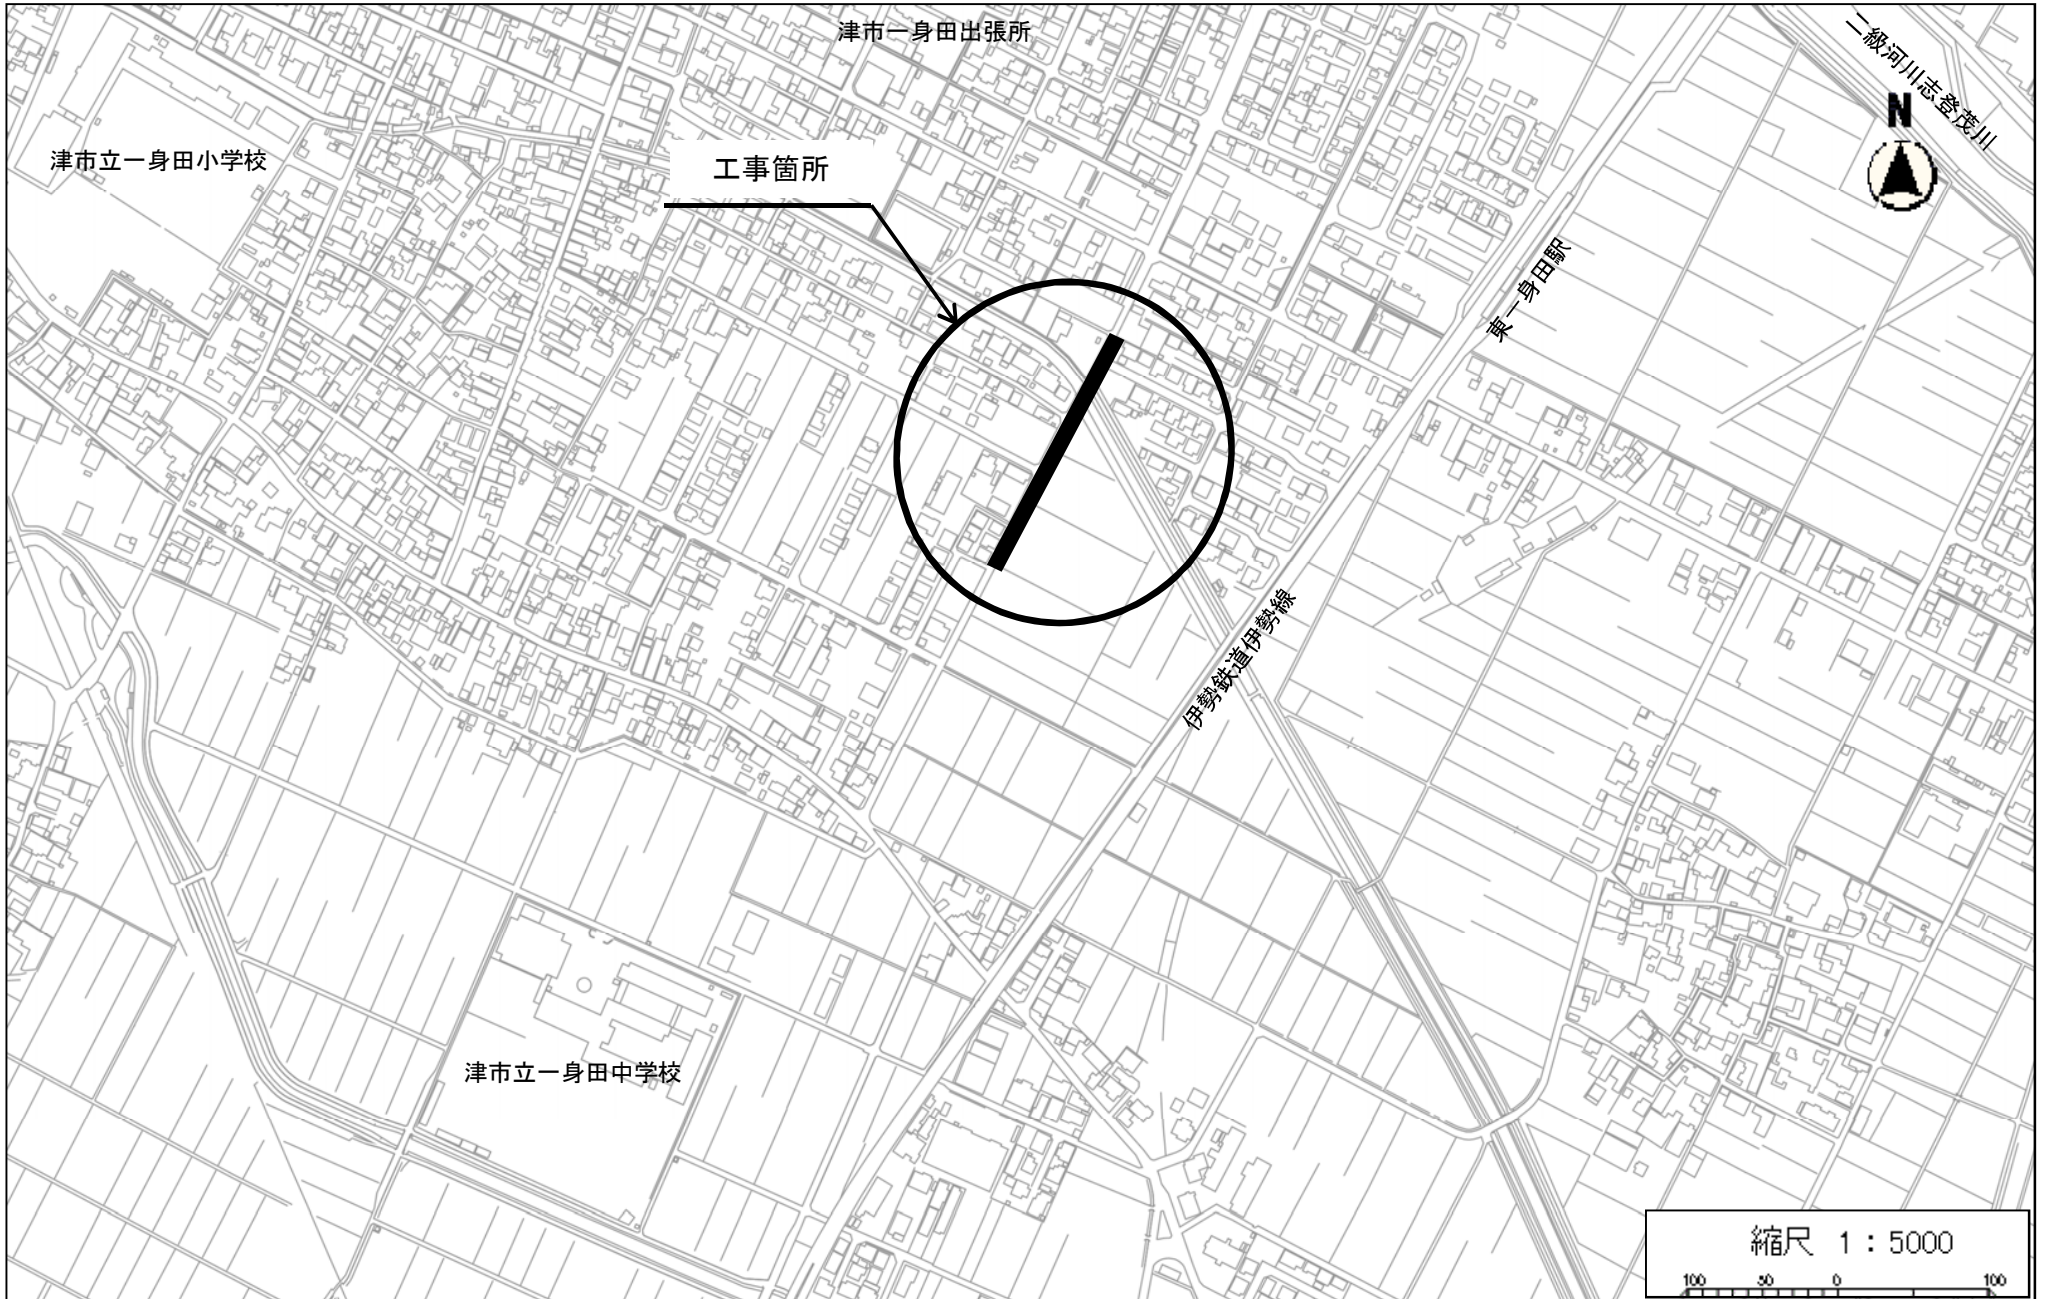 津市一身田出張所
二級河川志登茂川
N
津市立一身田小学校
工事箇所
東一身田駅
伊勢鉄道伊勢線
津市立一身田中学校
縮尺 1:5000
100 50 0 100